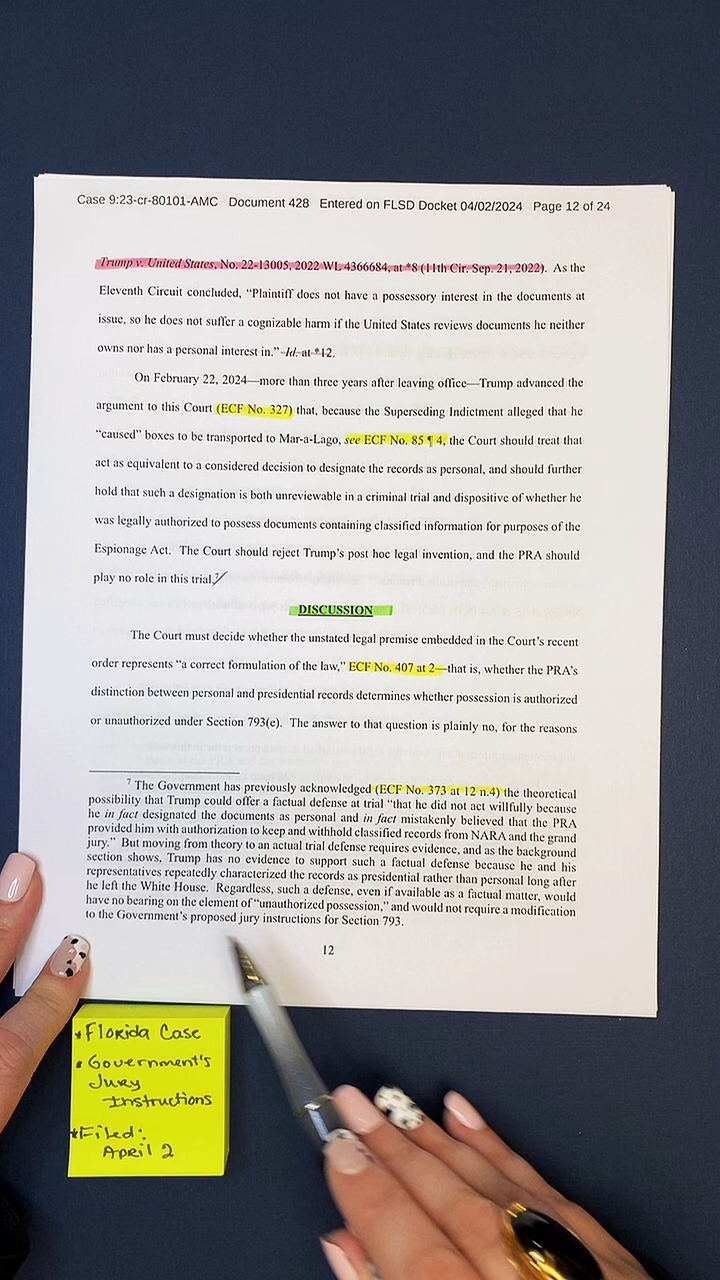 Case 9:23-cr-80101-AMC Document 428 Entered on FLSD Docket 04/02/2024 Page 12 of 24
Trump v. United States, No. 22-13005, 2022 WL 4366684, at *8 (11th Cir. Sep. 21, 2022). As the
Eleventh Circuit concluded, “Plaintiff does not have a possessory interest in the documents at
issue, so he does not suffer a cognizable harm if the United States reviews documents he neither
owns nor has a personal interest in.” Id. at *12.
On February 22, 2024—more than three years after leaving office—Trump advanced the
argument to this Court (ECF No. 327) that, because the Superseding Indictment alleged that he
“caused” boxes to be transported to Mar-a-Lago, see ECF No. 85 ¶ 4, the Court should treat that
act as equivalent to a considered decision to designate the records as personal, and should further
hold that such a designation is both unreviewable in a criminal trial and dispositive of whether he
was legally authorized to possess documents containing classified information for purposes of the
Espionage Act. The Court should reject Trump’s post hoc legal invention, and the PRA should
play no role in this trial.7
DISCUSSION
The Court must decide whether the unstated legal premise embedded in the Court’s recent
order represents “a correct formulation of the law,” ECF No. 407 at 2—that is, whether the PRA’s
distinction between personal and presidential records determines whether possession is authorized
or unauthorized under Section 793(e). The answer to that question is plainly no, for the reasons
7 The Government has previously acknowledged (ECF No. 373 at 12 n.4) the theoretical
possibility that Trump could offer a factual defense at trial “that he did not act willfully because
he in fact designated the documents as personal and in fact mistakenly believed that the PRA
provided him with authorization to keep and withhold classified records from NARA and the grand
jury.” But moving from theory to an actual trial defense requires evidence, and as the background
section shows, Trump has no evidence to support such a factual defense because he and his
representatives repeatedly characterized the records as presidential rather than personal long after
he left the White House. Regardless, such a defense, even if available as a factual matter, would
have no bearing on the element of “unauthorized possession,” and would not require a modification
to the Government’s proposed jury instructions for Section 793.
12
* Florida Case
• Government's
Jury
Instructions
* Filed:
April 2